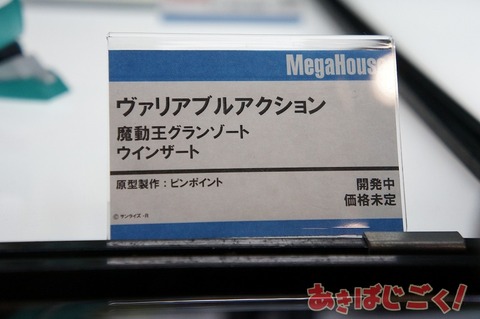 MegaHouse
ヴァリアブルアクション
魔動王グランゾート
ウインザート
原型製作：ピンポイント
開発中
価格未定
©サンライズ・R
あきばじごく!